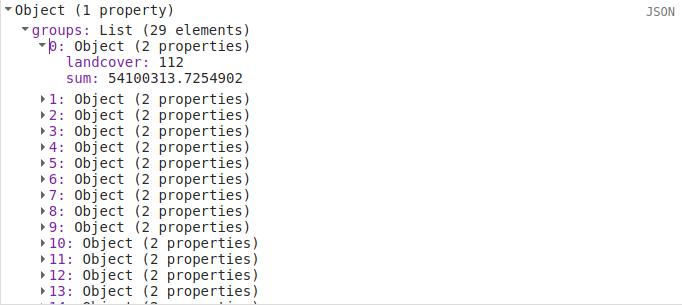 Object (1 property)
JSON
groups: List (29 elements)
0: Object (2 properties)
landcover: 112
sum: 54100313.7254902
1: Object (2 properties)
2: Object (2 properties)
3: Object (2 properties)
4: Object (2 properties)
5: Object (2 properties)
6: Object (2 properties)
7: Object (2 properties)
8: Object (2 properties)
9: Object (2 properties)
10: Object (2 properties)
11: Object (2 properties)
12: Object (2 properties)
13: Object (2 properties)